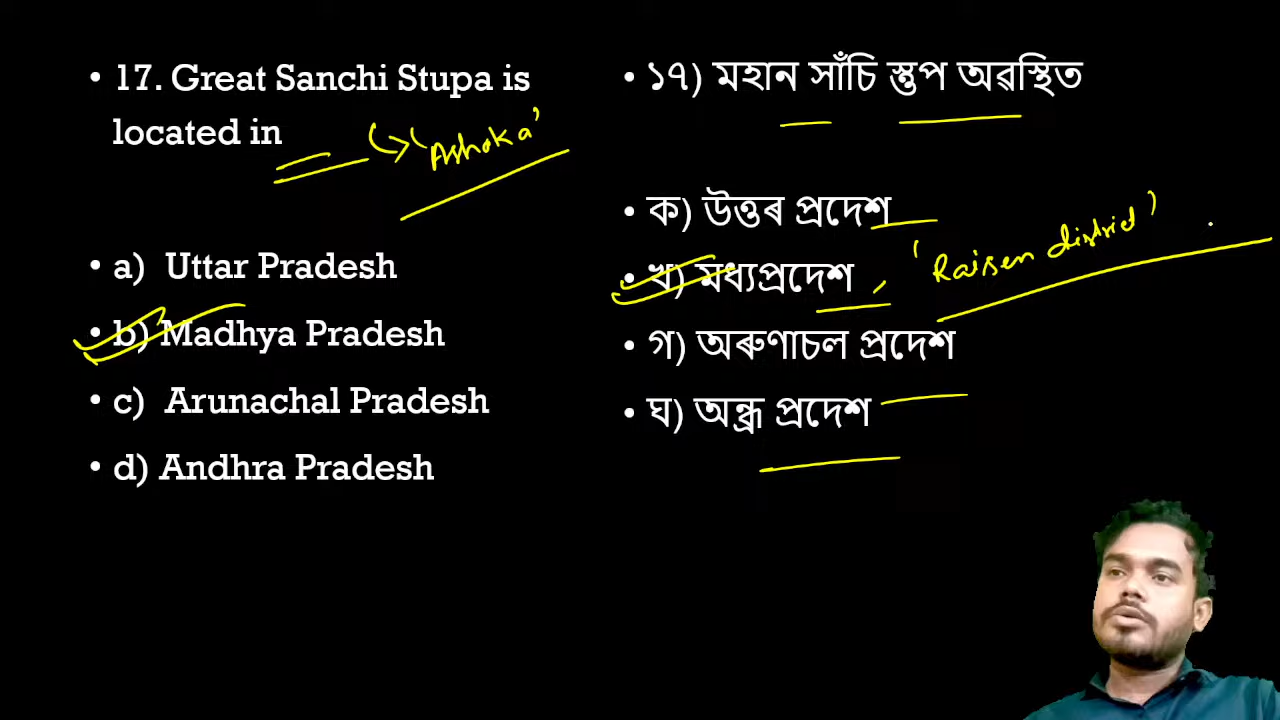 • 17. Great Sanchi Stupa is
located in
'Ashoka'
• a) Uttar Pradesh
• b) Madhya Pradesh
• c) Arunachal Pradesh
• d) Andhra Pradesh
• ১৭) মহান সাঁচি স্তুপ অৱস্থিত
• ক) উত্তৰ প্ৰদেশ
• খ) মধ্যপ্ৰদেশ , 'Raisen district'
• গ) অৰুণাচল প্ৰদেশ
• ঘ) অন্ধ্ৰ প্ৰদেশ